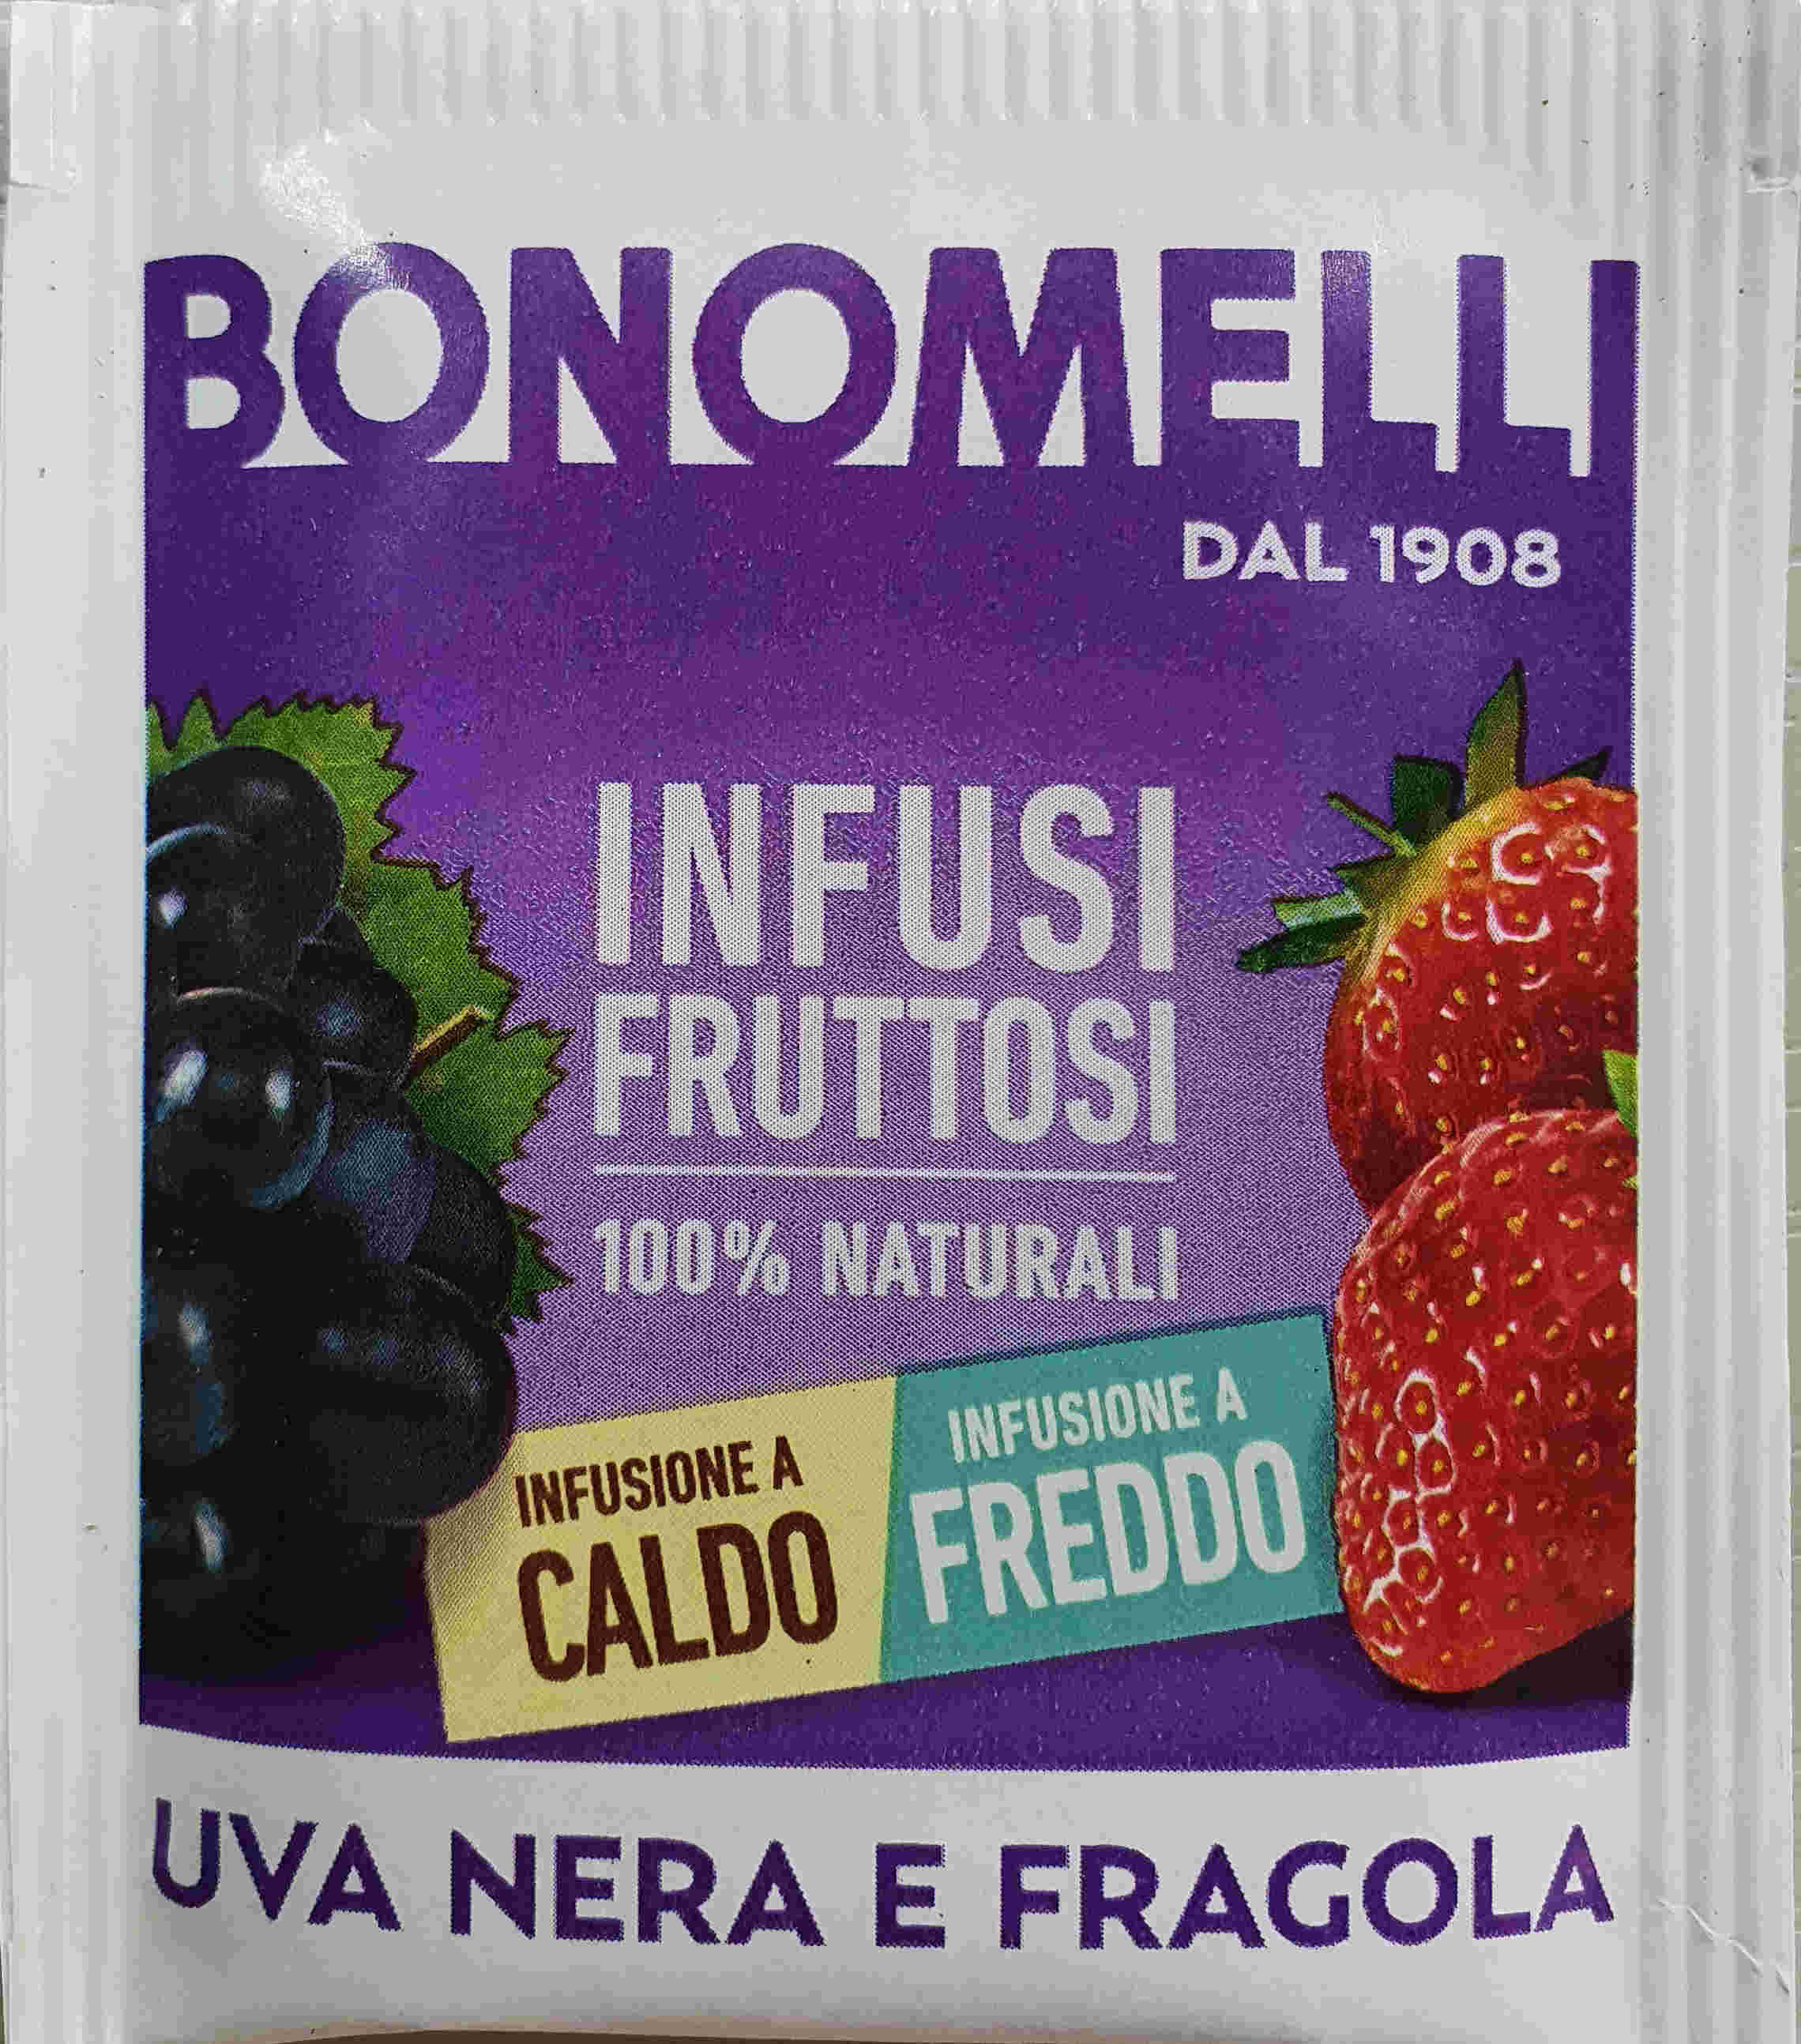 BONOMELLI
DAL 1908
INFUSI
FRUTTOSI
100% NATURALI
INFUSIONE A
CALDO
INFUSIONE A
FREDDO
UVA NERA E FRAGOLA